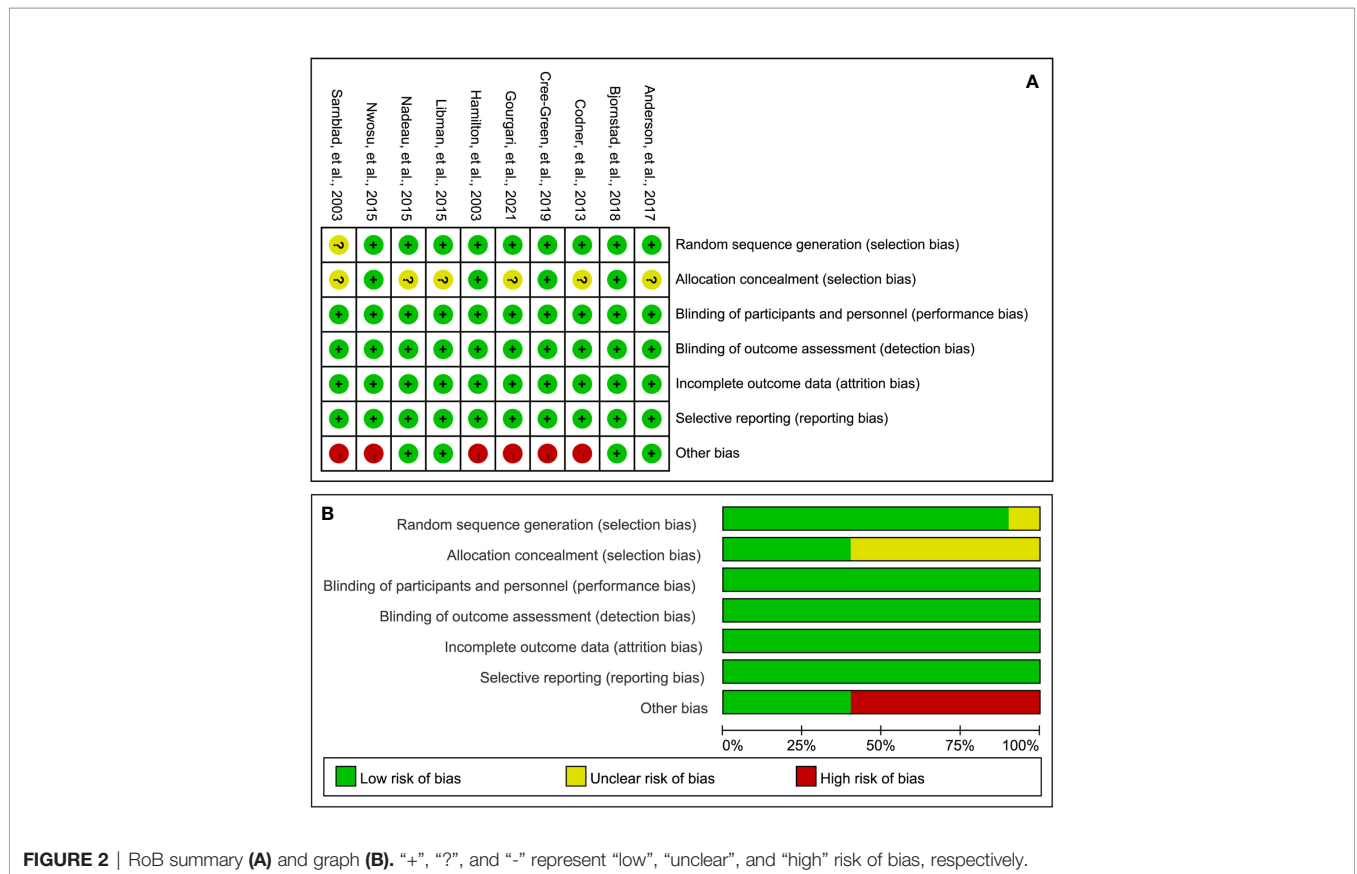 A
Sarnblad, et al., 2003
Nwosu, et al., 2015
Nadeau, et al., 2015
Libman, et al., 2015
Hamilton, et al., 2003
Gourgari, et al., 2021
Cree-Green, et al., 2019
Codner, et al., 2013
Bjornstad, et al., 2018
Anderson, et al., 2017
? + + + + + + + + + Random sequence generation (selection bias)
? + ? ? + ? + ? + ? Allocation concealment (selection bias)
+ + + + + + + + + + Blinding of participants and personnel (performance bias)
+ + + + + + + + + + Blinding of outcome assessment (detection bias)
+ + + + + + + + + + Incomplete outcome data (attrition bias)
+ + + + + + + + + + Selective reporting (reporting bias)
- - + + - - - - + + Other bias
B
Random sequence generation (selection bias)
Allocation concealment (selection bias)
Blinding of participants and personnel (performance bias)
Blinding of outcome assessment (detection bias)
Incomplete outcome data (attrition bias)
Selective reporting (reporting bias)
Other bias
0% 25% 50% 75% 100%
Low risk of bias Unclear risk of bias High risk of bias
FIGURE 2 | RoB summary (A) and graph (B). “+”, “?”, and “-” represent “low”, “unclear”, and “high” risk of bias, respectively.